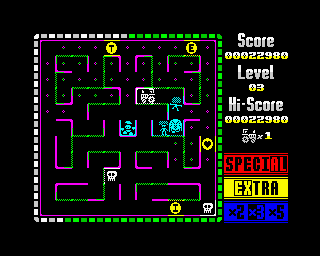 T E
Score
00022980
Level
03
Hi-Score
00022980
×1
SPECIAL
EXTRA
×2 ×3 ×5
I